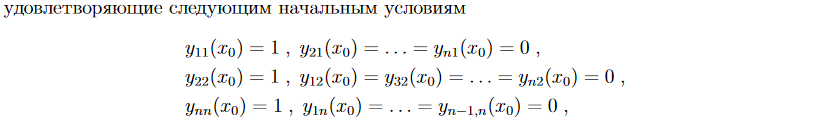 удовлетворяющие следующим начальным условиям
y₁₁(x₀) = 1 , y₂₁(x₀) = . . . = yₙ₁(x₀) = 0 ,
y₂₂(x₀) = 1 , y₁₂(x₀) = y₃₂(x₀) = . . . = yₙ₂(x₀) = 0 ,
yₙₙ(x₀) = 1 , y₁ₙ(x₀) = . . . = yₙ₋₁,ₙ(x₀) = 0 ,